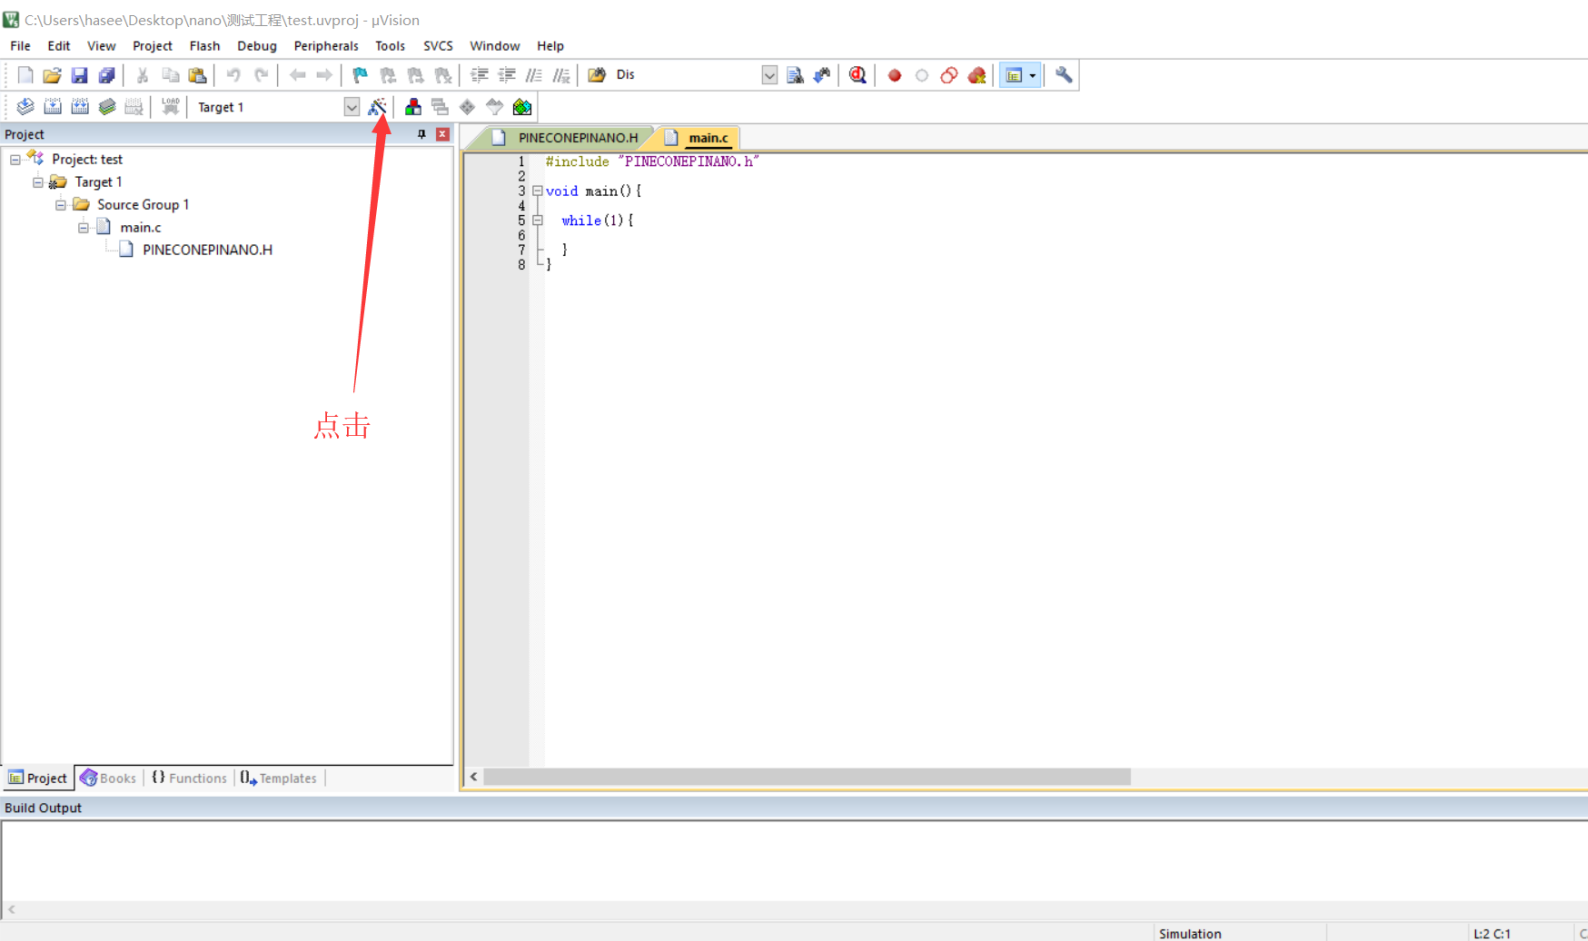 C:\Users\hasee\Desktop\nano\测试工程\test.uvproj - µVision
File Edit View Project Flash Debug Peripherals Tools SVCS Window Help
Dis
LOAD Target 1
Project
PINECONEPINANO.H main.c
Project: test
Target 1
Source Group 1
main.c
PINECONEPINANO.H
1 #include "PINECONEPINANO.h"
2
3 void main(){
4
5 while(1){
6
7 }
8 }
点击
Project Books {} Functions Templates
Build Output
Simulation L:2 C:1